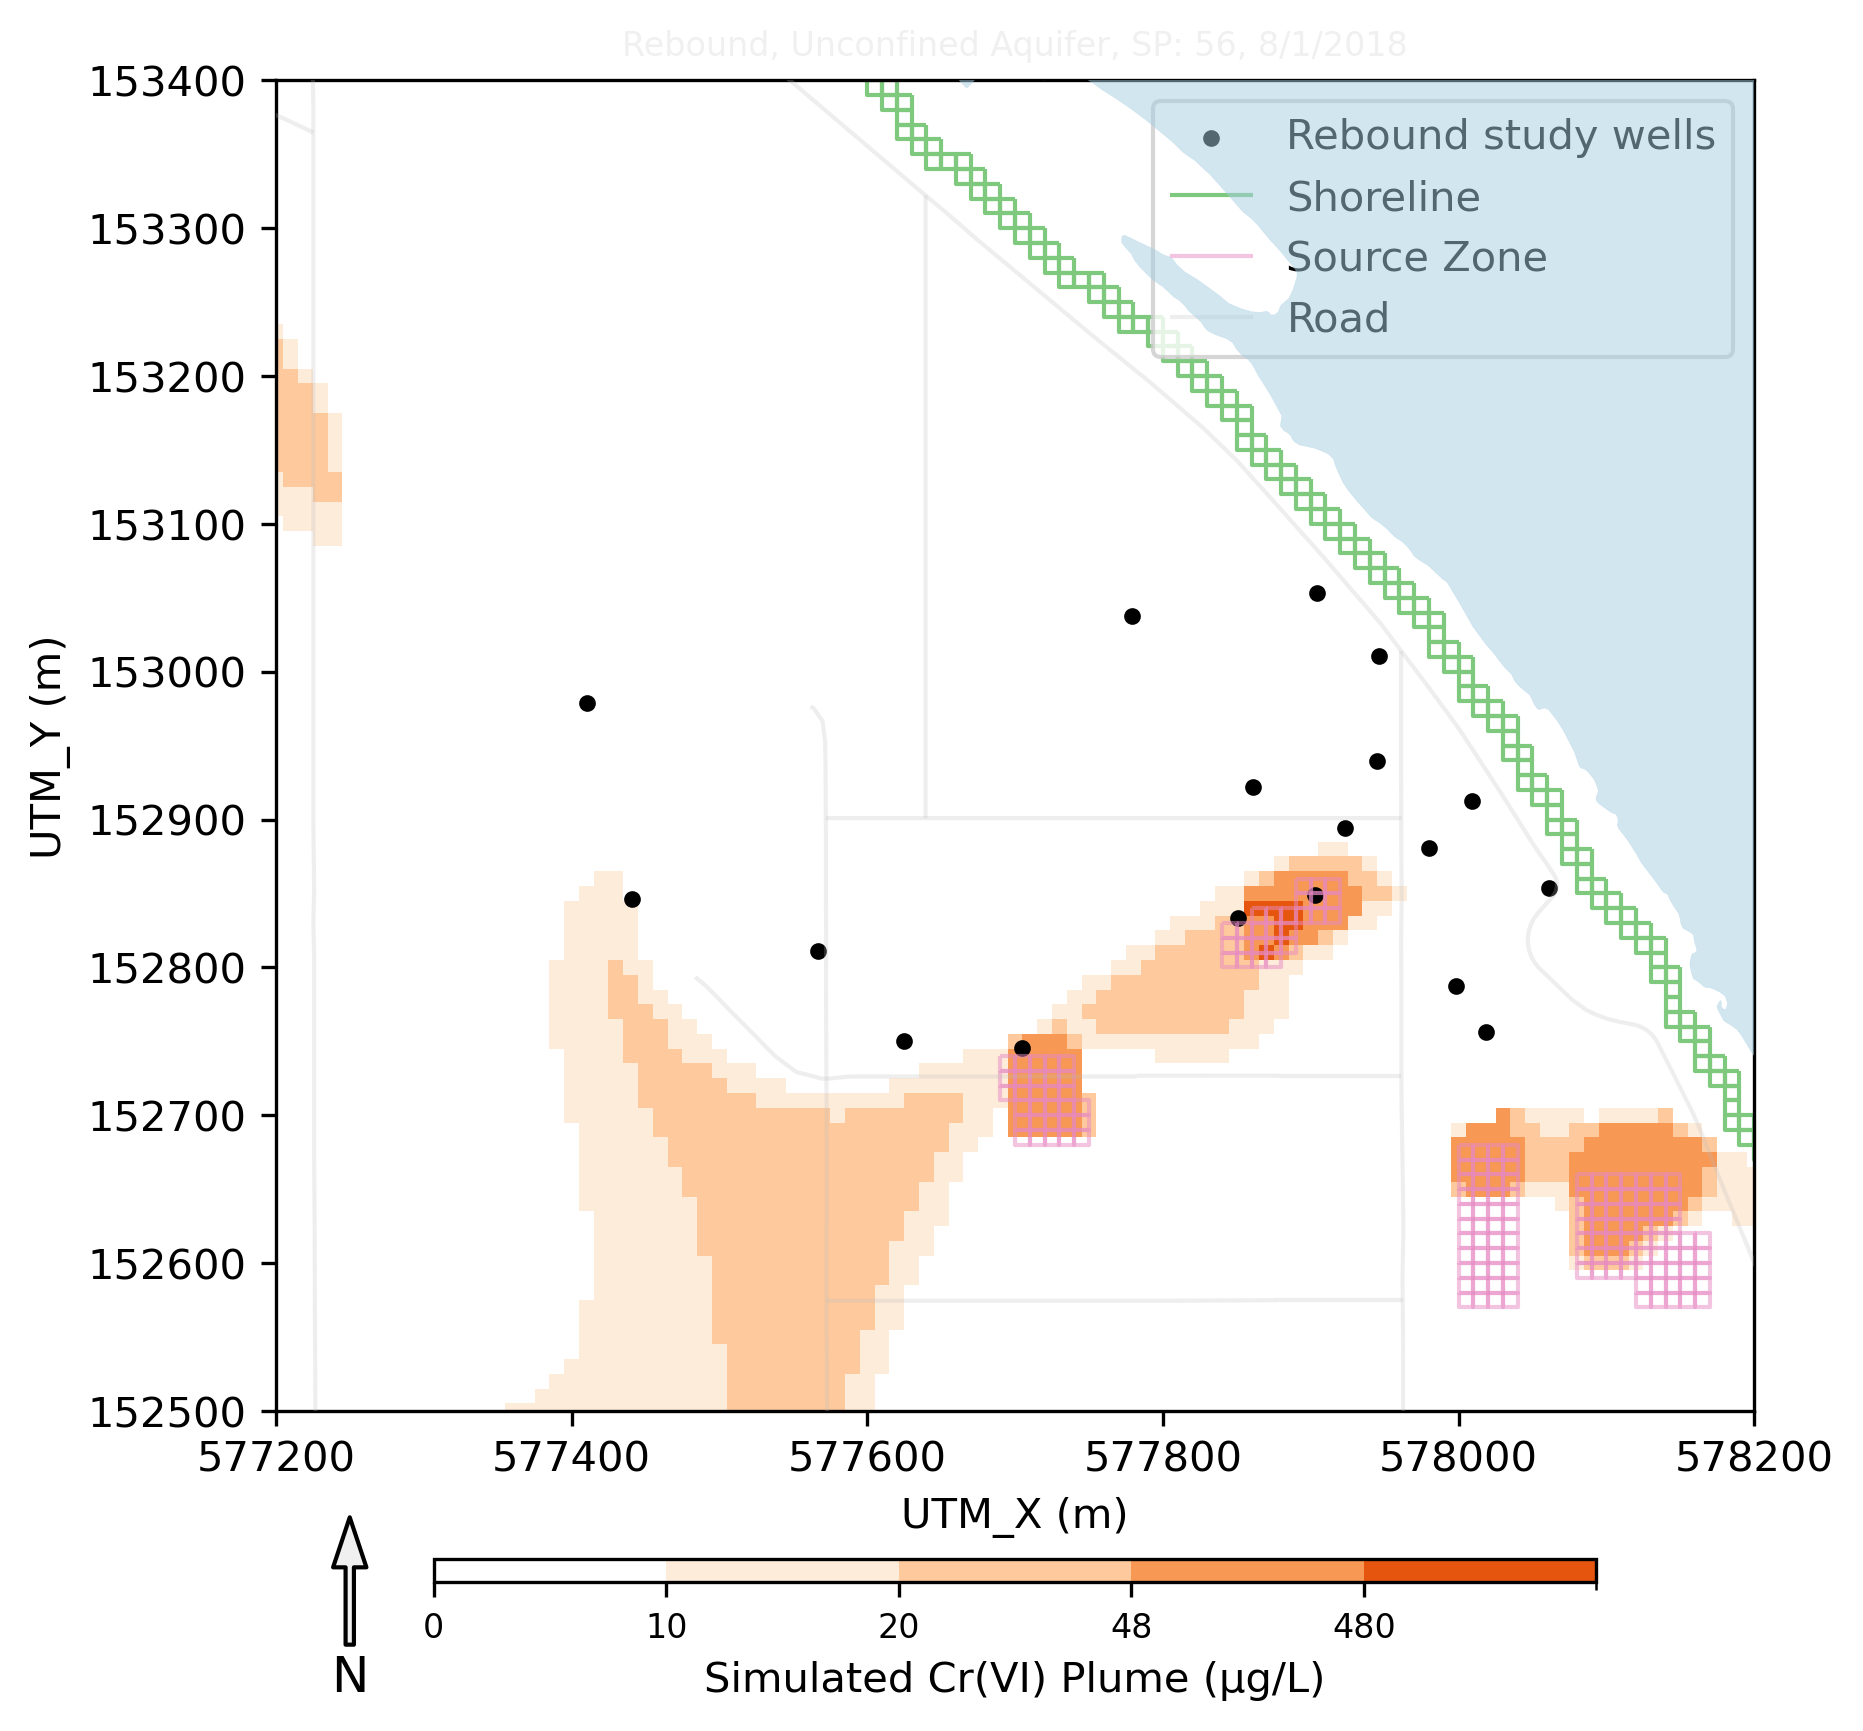 Rebound, Unconfined Aquifer, SP: 56, 8/1/2018
153400
153300
153200
153100
153000
152900
152800
152700
152600
152500
UTM_Y (m)
Rebound study wells
Shoreline
Source Zone
Road
577200 577400 577600 577800 578000 578200
UTM_X (m)
N
0 10 20 48 480
Simulated Cr(VI) Plume (μg/L)